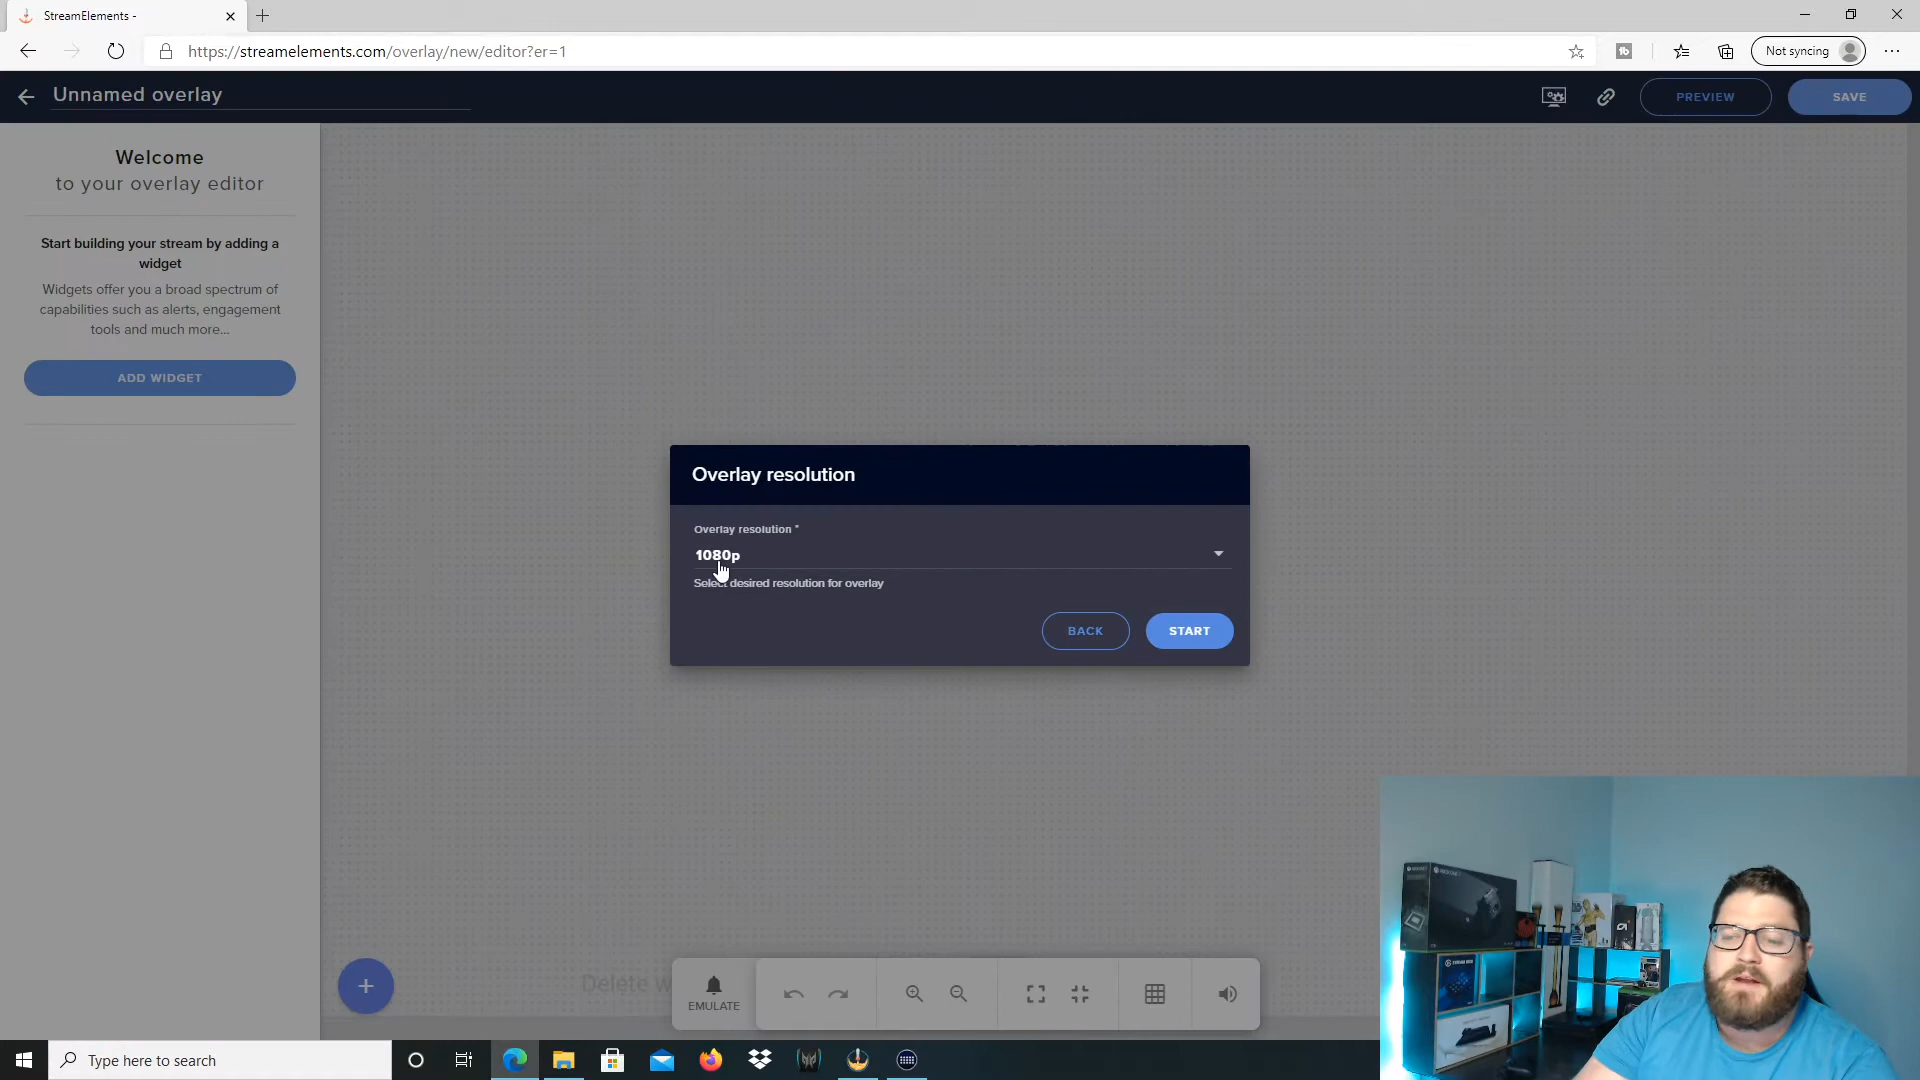 StreamElements -
https://streamelements.com/overlay/new/editor?er=1
Not syncing
Unnamed overlay
PREVIEW
SAVE
Welcome
to your overlay editor
Start building your stream by adding a
widget
Widgets offer you a broad spectrum of
capabilities such as alerts, engagement
tools and much more...
ADD WIDGET
Overlay resolution
Overlay resolution *
1080p
Select desired resolution for overlay
BACK
START
Delete w
EMULATE
Type here to search